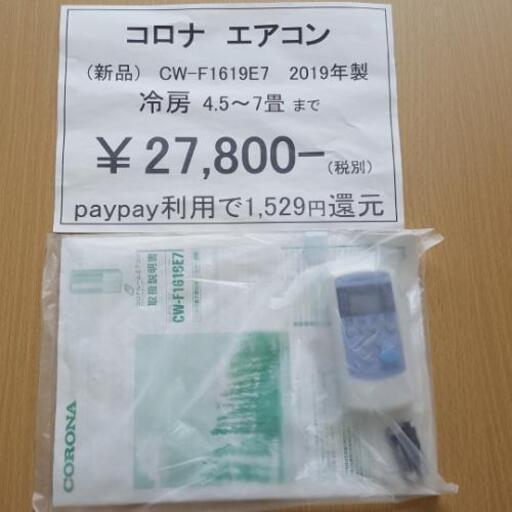 コロナ エアコン
(新品) CW-F1619E7 2019年製
冷房 4.5～7畳 まで
￥27,800-(税別)
paypay利用で1,529円還元
取扱説明書
CW-F1619E7
CORONA